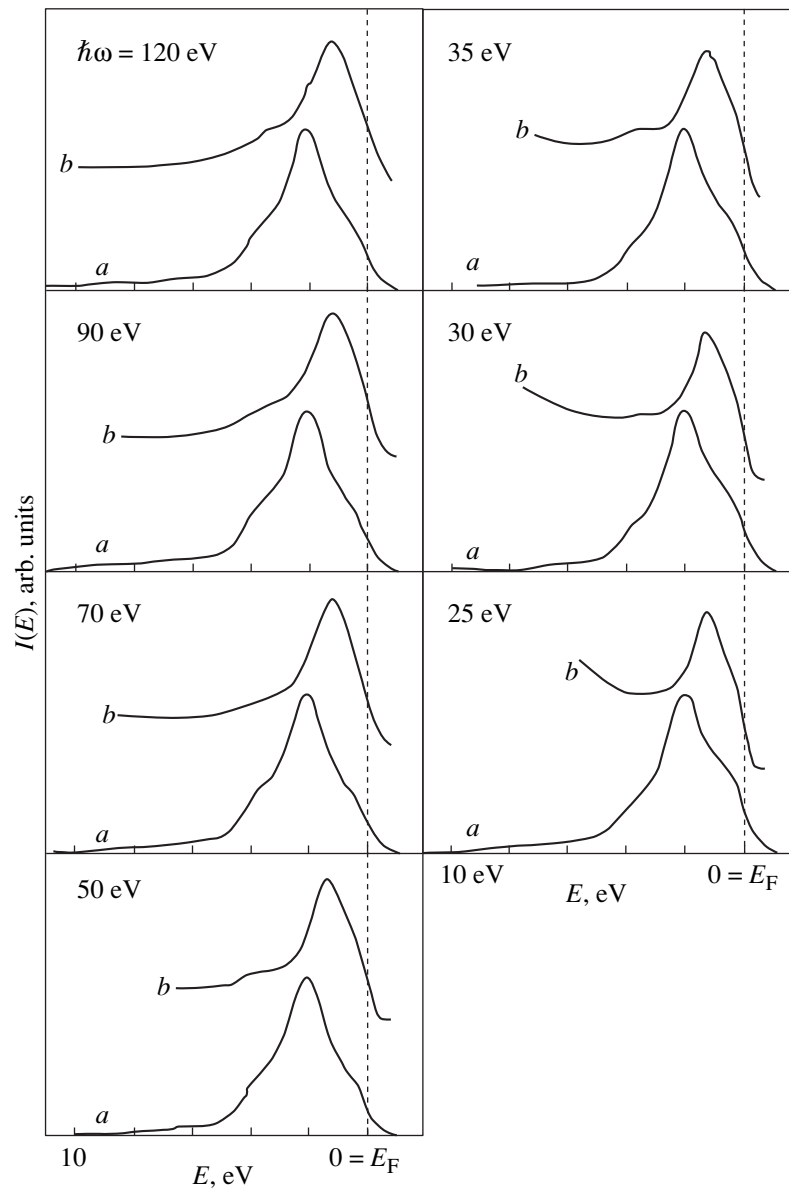 I(E), arb. units
ħω = 120 eV
b
a
90 eV
b
a
70 eV
b
a
50 eV
b
a
10 0 = E_F
E, eV
35 eV
b
a
30 eV
b
a
25 eV
b
a
10 eV 0 = E_F
E, eV